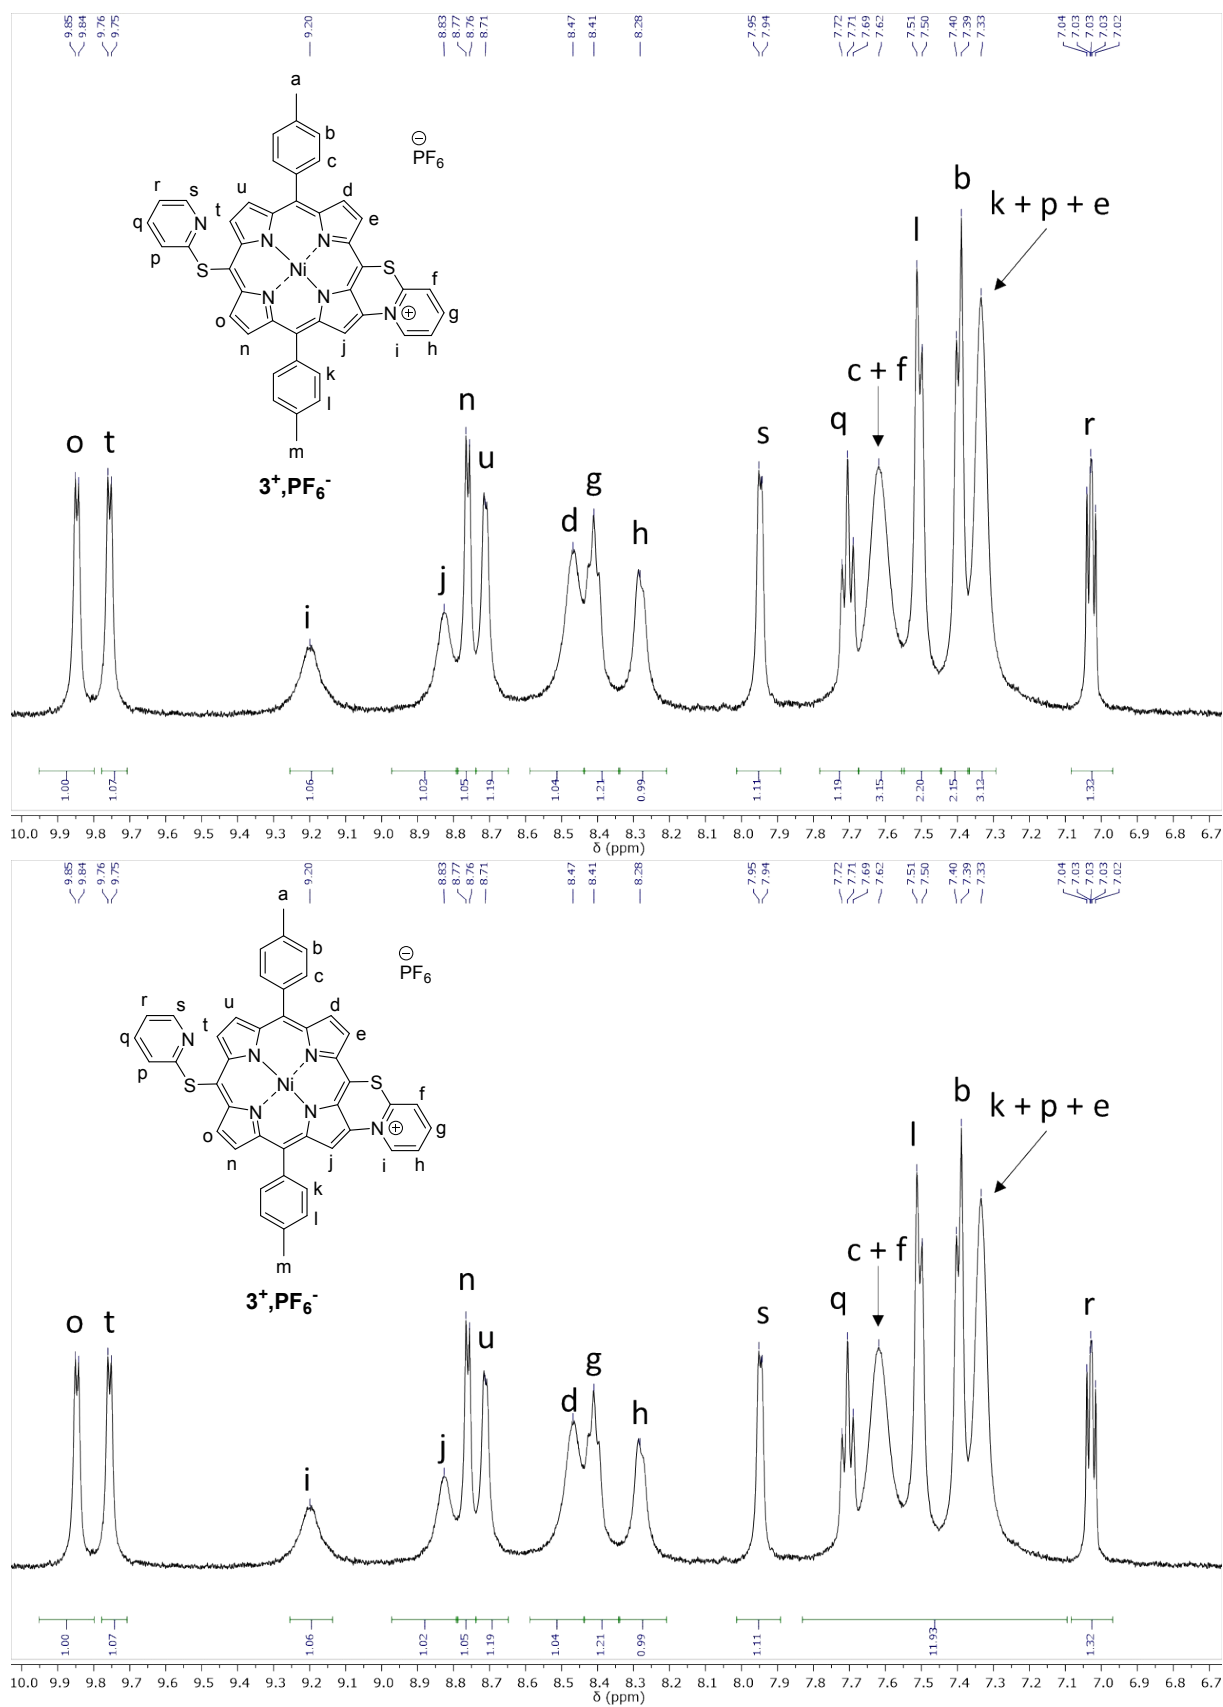 9.85 9.84 9.76 9.75 9.20 8.83 8.77 8.76 8.71 8.47 8.41 8.28 7.95 7.94 7.72 7.71 7.69 7.62 7.51 7.50 7.40 7.39 7.33 7.04 7.03 7.03 7.03 7.02
a
b
c
⊖
PF6
r s u d
q N t e
p N N
S Ni S
N N f
o N ⊕ g
n j i h
k
l
m
3+,PF6-
b
k + p + e
l
c + f
o t n q s r
u g
d h
j
i
1.00 1.07 1.06 1.02 1.05 1.19 1.04 1.21 0.99 1.11 1.19 3.15 2.20 2.15 3.12 1.32
10.0 9.9 9.8 9.7 9.6 9.5 9.4 9.3 9.2 9.1 9.0 8.9 8.8 8.7 8.6 8.5 8.4 8.3 8.2 8.1 8.0 7.9 7.8 7.7 7.6 7.5 7.4 7.3 7.2 7.1 7.0 6.9 6.8 6.7
δ (ppm)
9.85 9.84 9.76 9.75 9.20 8.83 8.77 8.76 8.71 8.47 8.41 8.28 7.95 7.94 7.72 7.71 7.69 7.62 7.51 7.50 7.40 7.39 7.33 7.04 7.03 7.03 7.03 7.02
a
b
c
⊖
PF6
r s u d
q N t e
p N N
S Ni S
N N f
o N ⊕ g
n j i h
k
l
m
3+,PF6-
b
k + p + e
l
c + f
o t n q s r
u g
d h
j
i
1.00 1.07 1.06 1.02 1.05 1.19 1.04 1.21 0.99 1.11 11.93 1.32
10.0 9.9 9.8 9.7 9.6 9.5 9.4 9.3 9.2 9.1 9.0 8.9 8.8 8.7 8.6 8.5 8.4 8.3 8.2 8.1 8.0 7.9 7.8 7.7 7.6 7.5 7.4 7.3 7.2 7.1 7.0 6.9 6.8 6.7
δ (ppm)